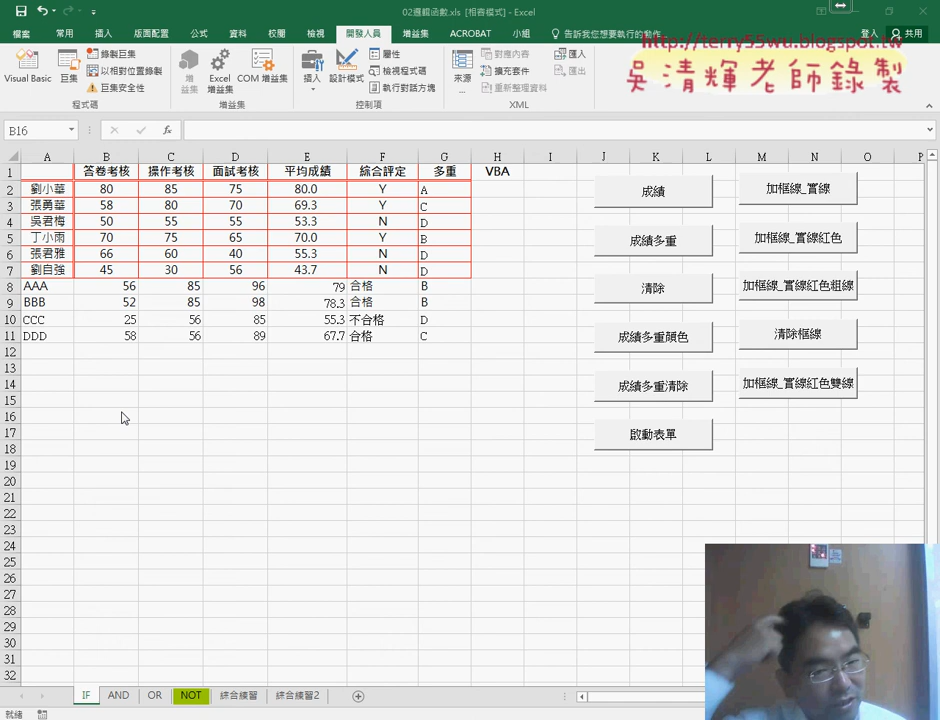 02邏輯函數.xls [相容模式] - Excel
檔案 常用 插入 版面配置 公式 資料 校閱 檢視 開發人員 增益集 ACROBAT 小組 告訴我您想要執行的動作 登入 共用
http://terry55wu.blogspot.tw
吳清輝老師錄製
Visual Basic 巨集 錄製巨集 以相對位置錄製 巨集安全性 程式碼
增益集 Excel 增益集 COM 增益集 增益集
插入 設計模式 屬性 檢視程式碼 執行對話方塊 控制項
來源 對應內容 擴充套件 重新整理資料 匯入 匯出 XML
B16 fx
A B C D E F G H I J K L M N O P
1 答卷考核 操作考核 面試考核 平均成績 綜合評定 多重 VBA
2 劉小華 80 85 75 80.0 Y A
3 張勇華 58 80 70 69.3 Y C
4 吳君梅 50 55 55 53.3 N D
5 丁小雨 70 75 65 70.0 Y B
6 張君雅 66 60 40 55.3 N D
7 劉自強 45 30 56 43.7 N D
8 AAA 56 85 96 79 合格 B
9 BBB 52 85 98 78.3 合格 B
10 CCC 25 56 85 55.3 不合格 D
11 DDD 58 56 89 67.7 合格 C
12
13
14
15
16
17
18
19
20
21
22
23
24
25
26
27
28
29
30
31
32
成績 加框線_實線
成績多重 加框線_實線紅色
清除 加框線_實線紅色粗線
成績多重顏色 清除框線
成績多重清除 加框線_實線紅色雙線
啟動表單
IF AND OR NOT 綜合練習 綜合練習2
就緒